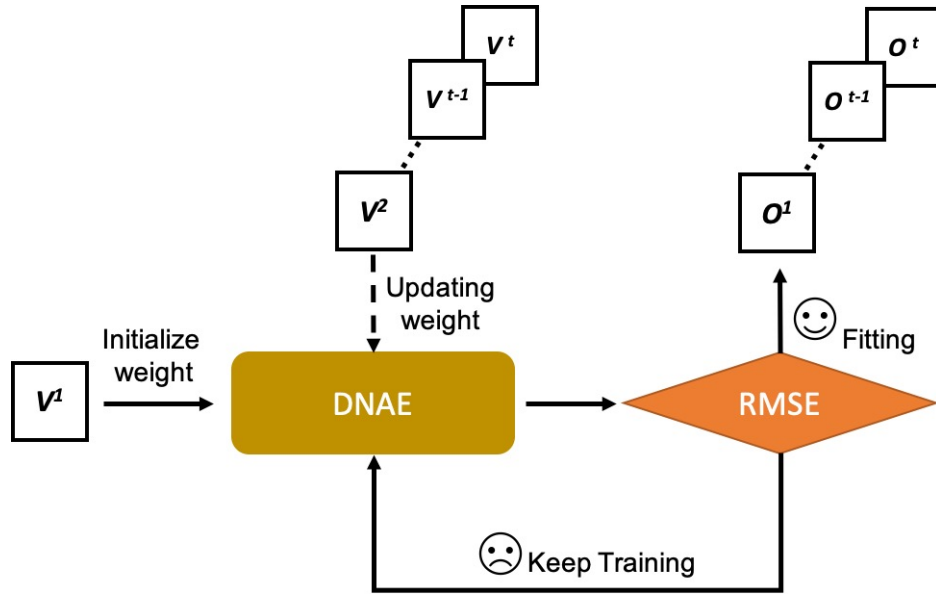 V t
V t-1
V2
O t
O t-1
O1
Updating
weight
Initialize
weight
Fitting
V1
DNAE
RMSE
Keep Training